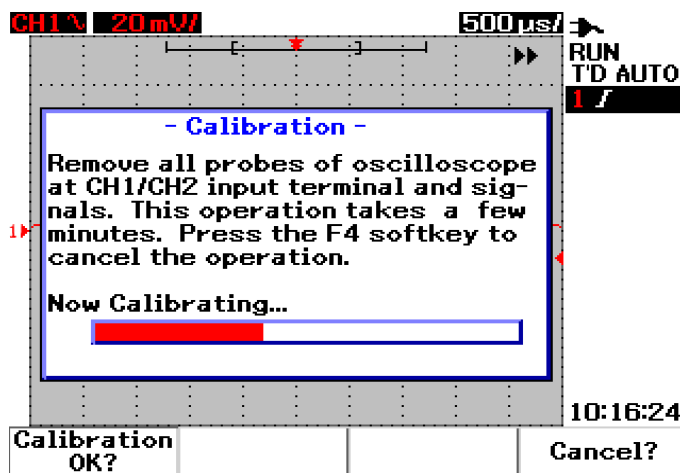 CH1 20 mV/ 500 µs/
RUN
T'D AUTO
1
- Calibration -
Remove all probes of oscilloscope
at CH1/CH2 input terminal and sig-
nals. This operation takes a few
minutes. Press the F4 softkey to
cancel the operation.
1
Now Calibrating...
10:16:24
Calibration
OK?
Cancel?